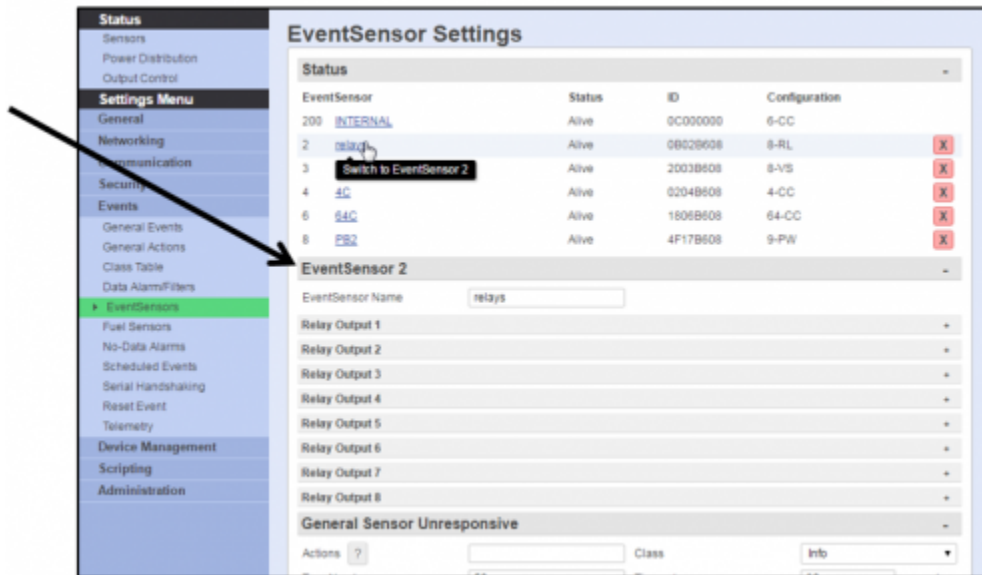 Status
Sensors
Power Distribution
Output Control
Settings Menu
General
Networking
Communication
Security
Events
General Events
General Actions
Class Table
Data Alarm/Filters
EventSensors
Fuel Sensors
No-Data Alarms
Scheduled Events
Serial Handshaking
Reset Event
Telemetry
Device Management
Scripting
Administration
EventSensor Settings
Status -
EventSensor Status ID Configuration
200 INTERNAL Alive 0C000000 6-CC
2 relays Alive 0B02B608 8-RL X
3 Alive 2003B608 8-VS X
Switch to EventSensor 2
4 4C Alive 0204B608 4-CC X
6 64C Alive 1806B608 64-CC X
8 PB2 Alive 4F17B608 9-PW X
EventSensor 2 -
EventSensor Name relays
Relay Output 1 +
Relay Output 2 +
Relay Output 3 +
Relay Output 4 +
Relay Output 5 +
Relay Output 6 +
Relay Output 7 +
Relay Output 8 +
General Sensor Unresponsive -
Actions ? Class Info